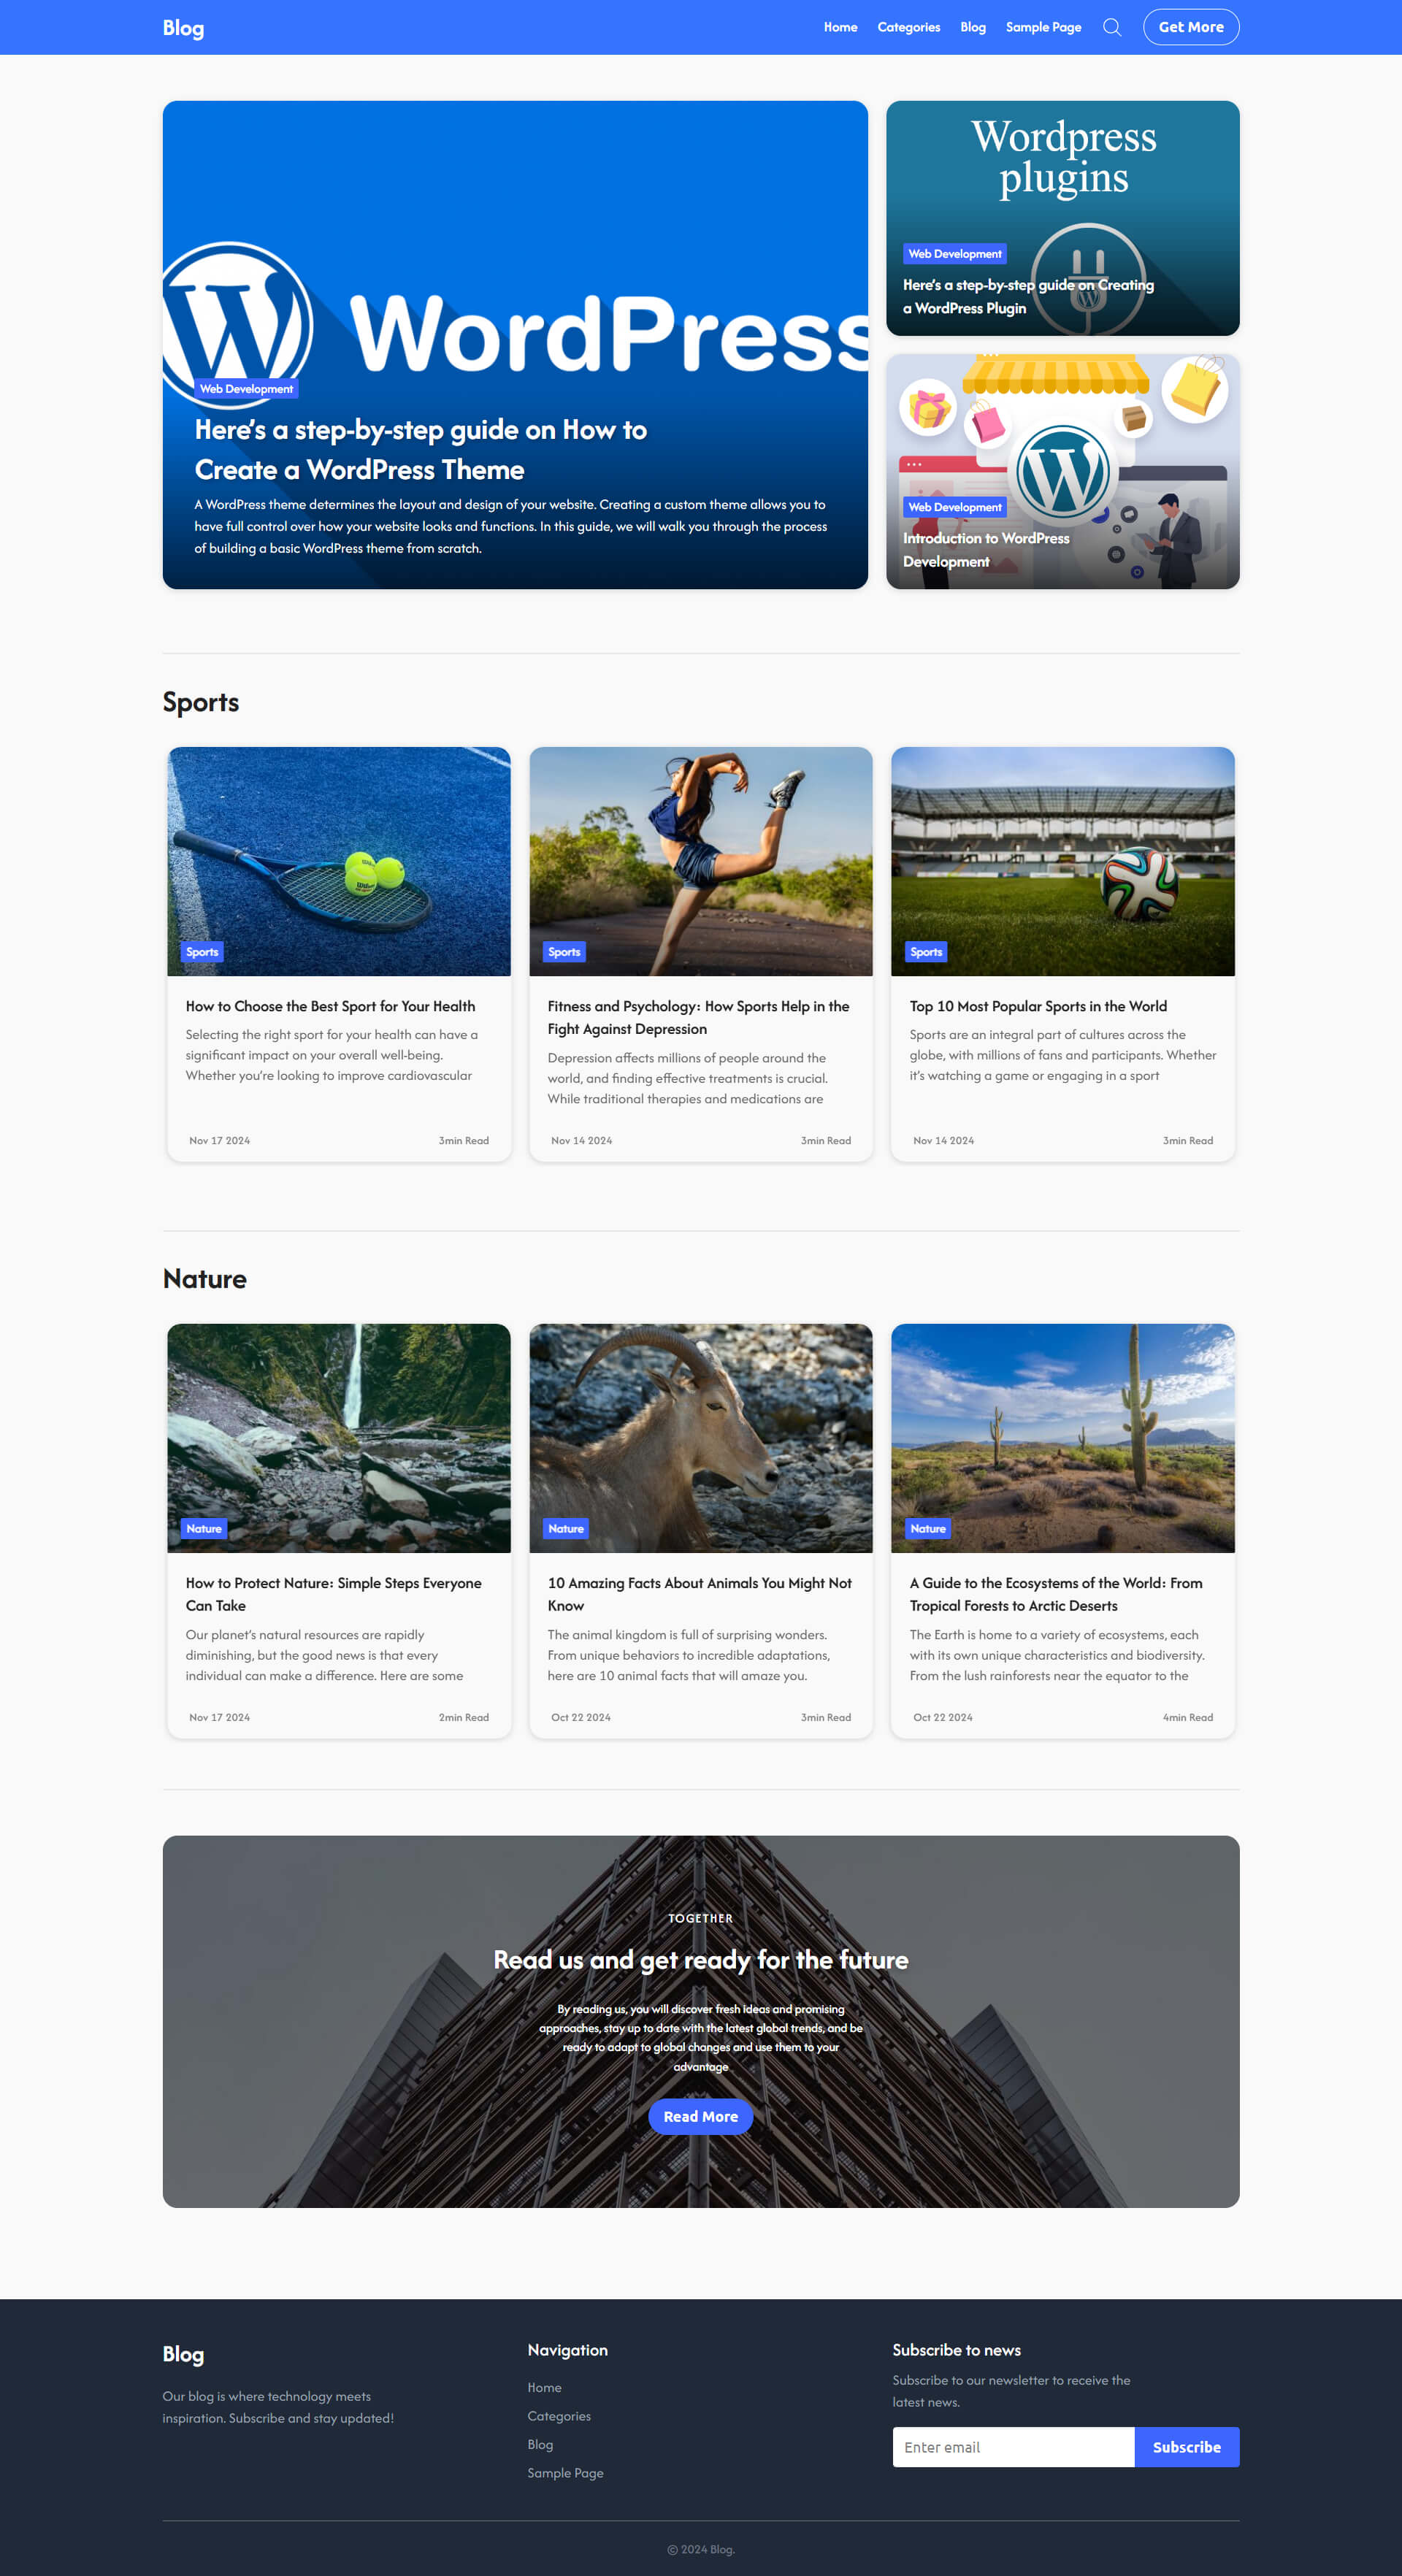 Blog
Home Categories Blog Sample Page Get More
WordPress
Web Development
Here's a step-by-step guide on How to
Create a WordPress Theme
A WordPress theme determines the layout and design of your website. Creating a custom theme allows you to
have full control over how your website looks and functions. In this guide, we will walk you through the process
of building a basic WordPress theme from scratch.
Wordpress
plugins
Web Development
Here's a step-by-step guide on Creating
a WordPress Plugin
Web Development
Introduction to WordPress
Development
Sports
Sports
How to Choose the Best Sport for Your Health
Selecting the right sport for your health can have a
significant impact on your overall well-being.
Whether you're looking to improve cardiovascular
Nov 17 2024 3min Read
Sports
Fitness and Psychology: How Sports Help in the
Fight Against Depression
Depression affects millions of people around the
world, and finding effective treatments is crucial.
While traditional therapies and medications are
Nov 14 2024 3min Read
Sports
Top 10 Most Popular Sports in the World
Sports are an integral part of cultures across the
globe, with millions of fans and participants. Whether
it's watching a game or engaging in a sport
Nov 14 2024 3min Read
Nature
Nature
How to Protect Nature: Simple Steps Everyone
Can Take
Our planet's natural resources are rapidly
diminishing, but the good news is that every
individual can make a difference. Here are some
Nov 17 2024 2min Read
Nature
10 Amazing Facts About Animals You Might Not
Know
The animal kingdom is full of surprising wonders.
From unique behaviors to incredible adaptations,
here are 10 animal facts that will amaze you.
Oct 22 2024 3min Read
Nature
A Guide to the Ecosystems of the World: From
Tropical Forests to Arctic Deserts
The Earth is home to a variety of ecosystems, each
with its own unique characteristics and biodiversity.
From the lush rainforests near the equator to the
Oct 22 2024 4min Read
TOGETHER
Read us and get ready for the future
By reading us, you will discover fresh ideas and promising
approaches, stay up to date with the latest global trends, and be
ready to adapt to global changes and use them to your
advantage
Read More
Blog
Our blog is where technology meets
inspiration. Subscribe and stay updated!
Navigation
Home
Categories
Blog
Sample Page
Subscribe to news
Subscribe to our newsletter to receive the
latest news.
Enter email Subscribe
© 2024 Blog.